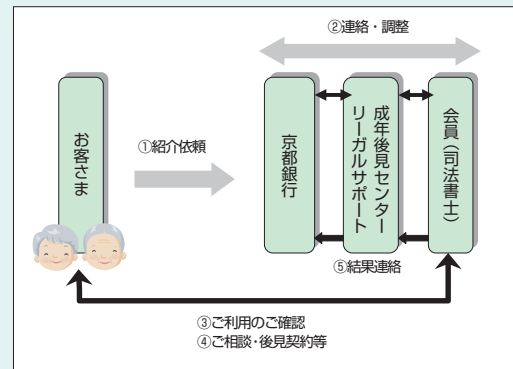 ②連絡・調整
お客さま
①紹介依頼
京都銀行
成年後見センター
リーガルサポート
会員（司法書士）
⑤結果連絡
③ご利用のご確認
④ご相談・後見契約等